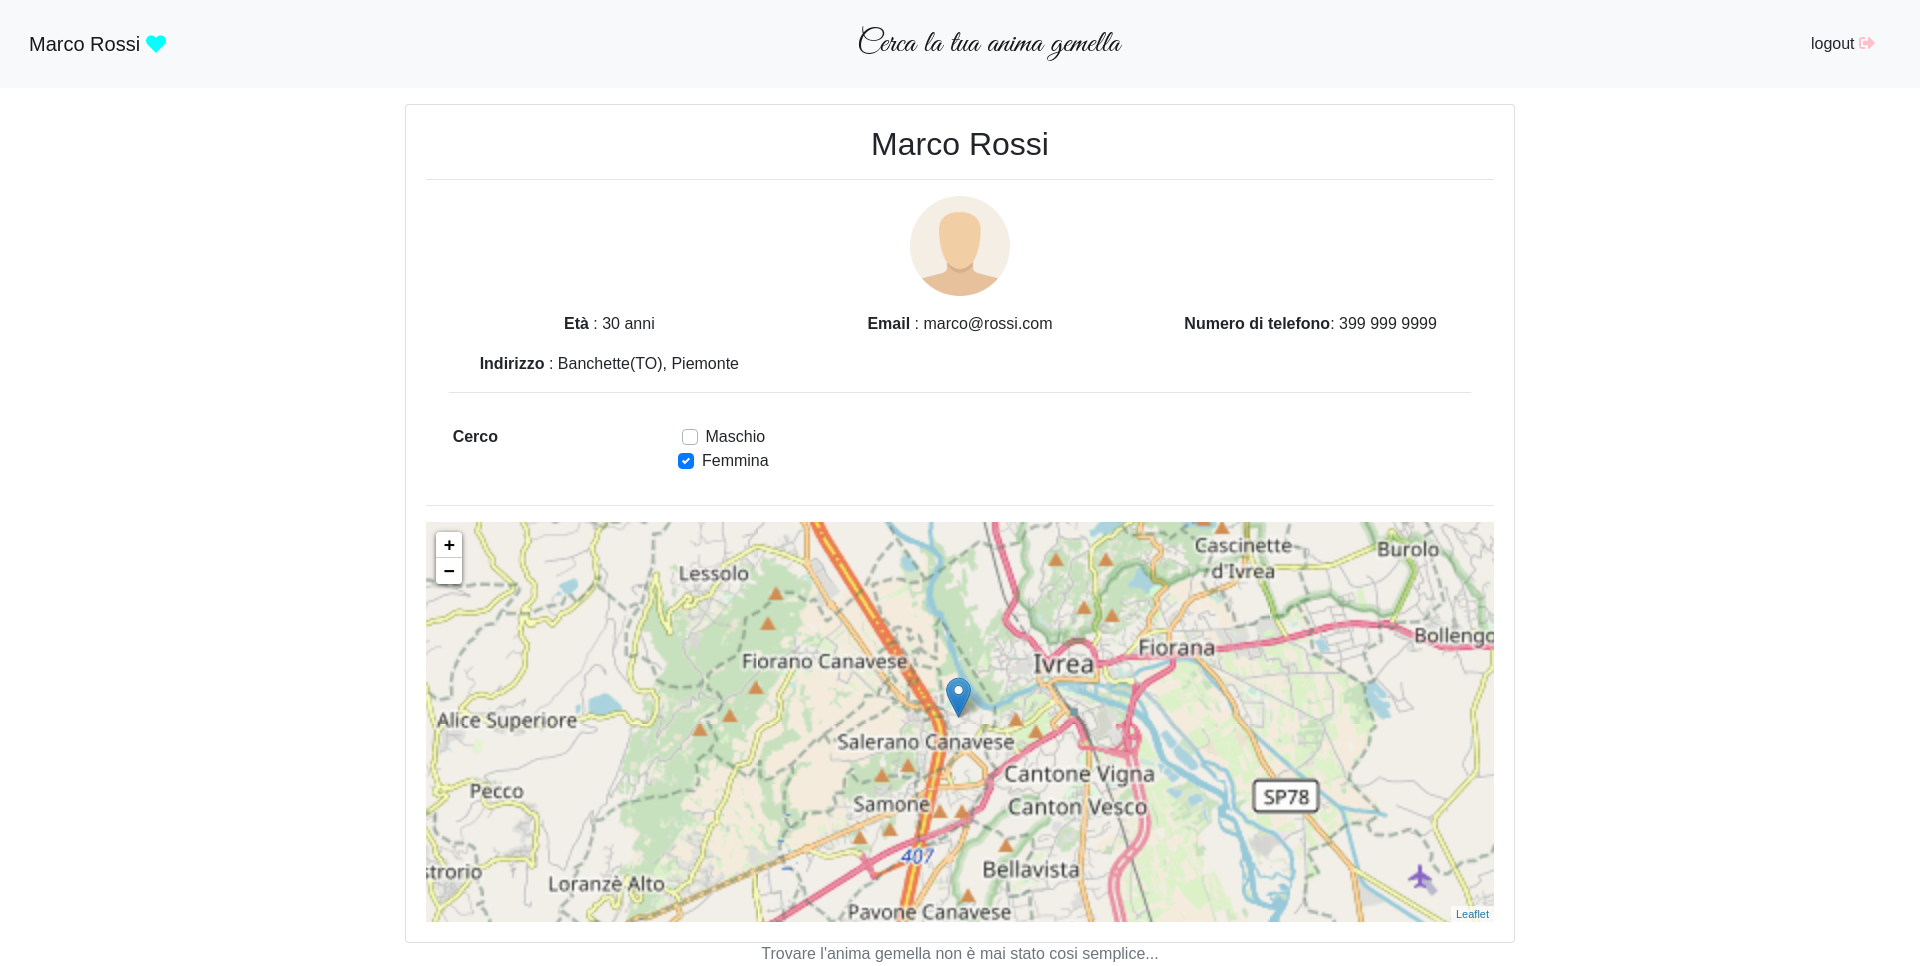 Marco Rossi
Cerca la tua anima gemella
logout
Marco Rossi
Età : 30 anni
Email : marco@rossi.com
Numero di telefono: 399 999 9999
Indirizzo : Banchette(TO), Piemonte
Cerco
Maschio
Femmina
+
−
Cascinette
d'Ivrea
Burolo
Lessolo
Bollengo
Fiorana
Fiorano Canavese
Ivrea
Alice Superiore
Salerano Canavese
Cantone Vigna
Pecco
SP78
Samone
Canton Vesco
407
Bellavista
strorio
Loranzè Alto
Pavone Canavese
Leaflet
Trovare l'anima gemella non è mai stato cosi semplice...